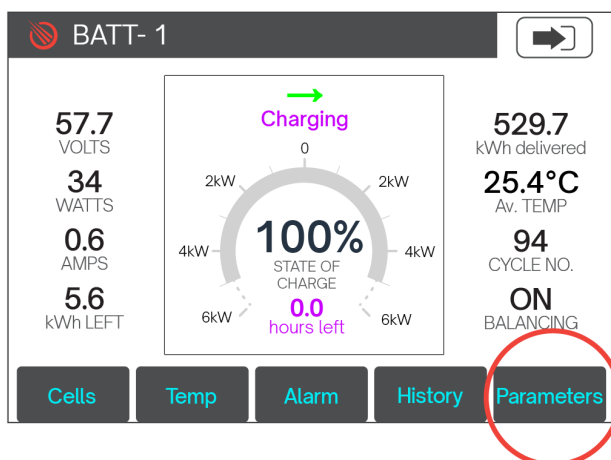 BATT- 1
57.7
VOLTS
34
WATTS
0.6
AMPS
5.6
kWh LEFT
Charging
0
2kW
2kW
4kW
4kW
6kW
6kW
100%
STATE OF
CHARGE
0.0
hours left
529.7
kWh delivered
25.4°C
Av. TEMP
94
CYCLE NO.
ON
BALANCING
Cells
Temp
Alarm
History
Parameters